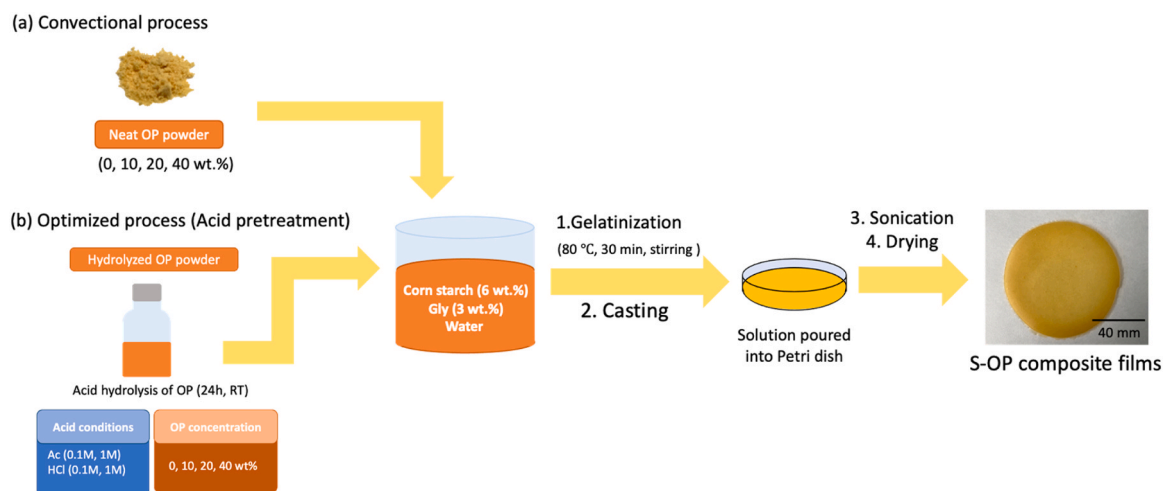 (a) Convectional process
Neat OP powder
(0, 10, 20, 40 wt.%)
(b) Optimized process (Acid pretreatment)
Hydrolyzed OP powder
Acid hydrolysis of OP (24h, RT)
Acid conditions
Ac (0.1M, 1M)
HCl (0.1M, 1M)
OP concentration
0, 10, 20, 40 wt%
Corn starch (6 wt.%)
Gly (3 wt.%)
Water
1.Gelatinization
(80 °C, 30 min, stirring )
2. Casting
Solution poured
into Petri dish
3. Sonication
4. Drying
40 mm
S-OP composite films